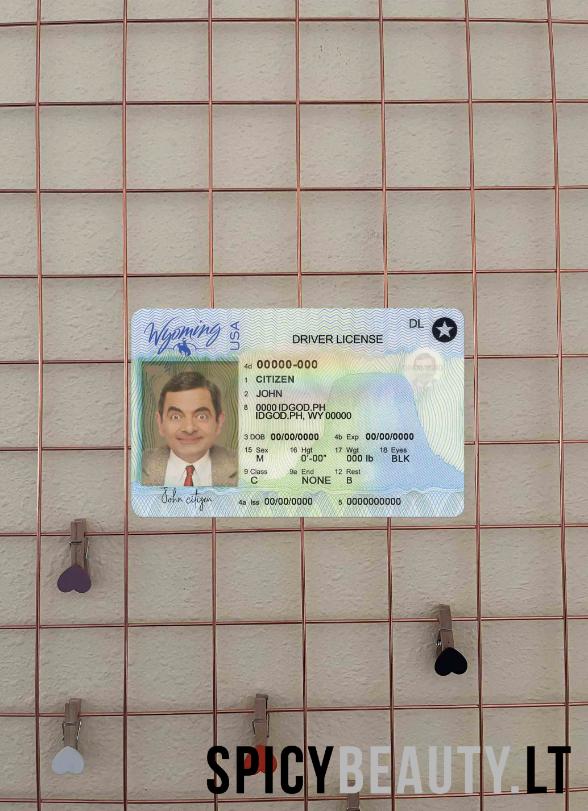 Wyoming USA
DRIVER LICENSE
DL
4d 00000-000
1 CITIZEN
2 JOHN
8 0000 IDGOD.PH
IDGOD.PH, WY 00000
3 DOB 00/00/0000 4b Exp 00/00/0000
15 Sex 16 Hgt 17 Wgt 18 Eyes
M 0'-00" 000 lb BLK
9 Class 9a End 12 Rest
C NONE B
John citizen
4a Iss 00/00/0000 5 0000000000
SPICYBEAUTY.LT